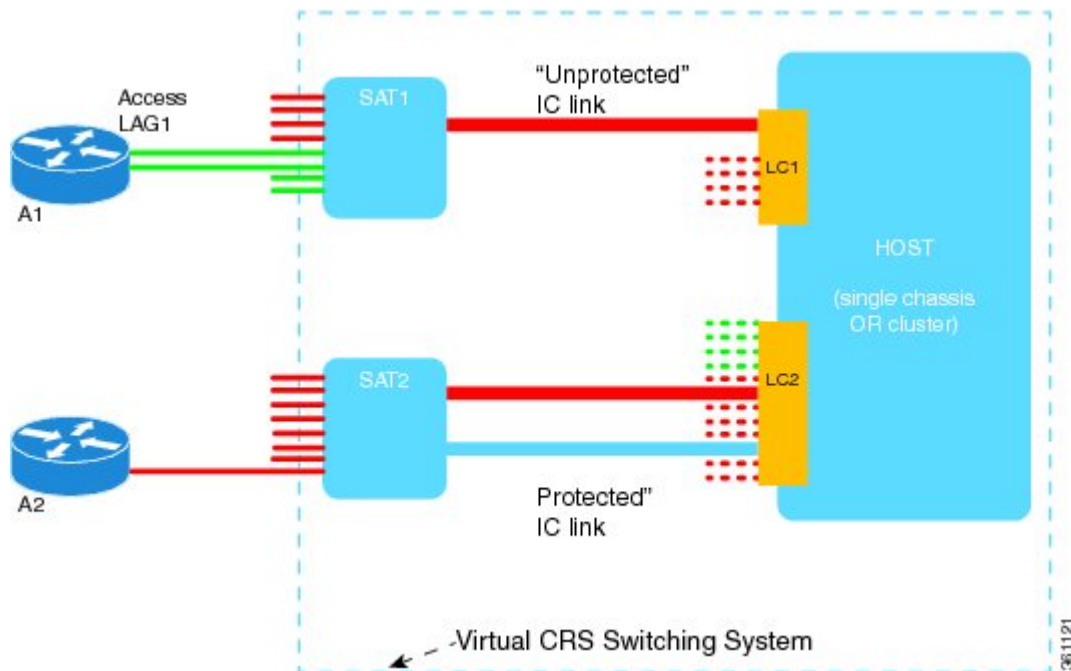 Access
LAG1
A1
SAT1
“Unprotected”
IC link
LC1
HOST
(single chassis
OR cluster)
SAT2
LC2
A2
Protected”
IC link
Virtual CRS Switching System
361121